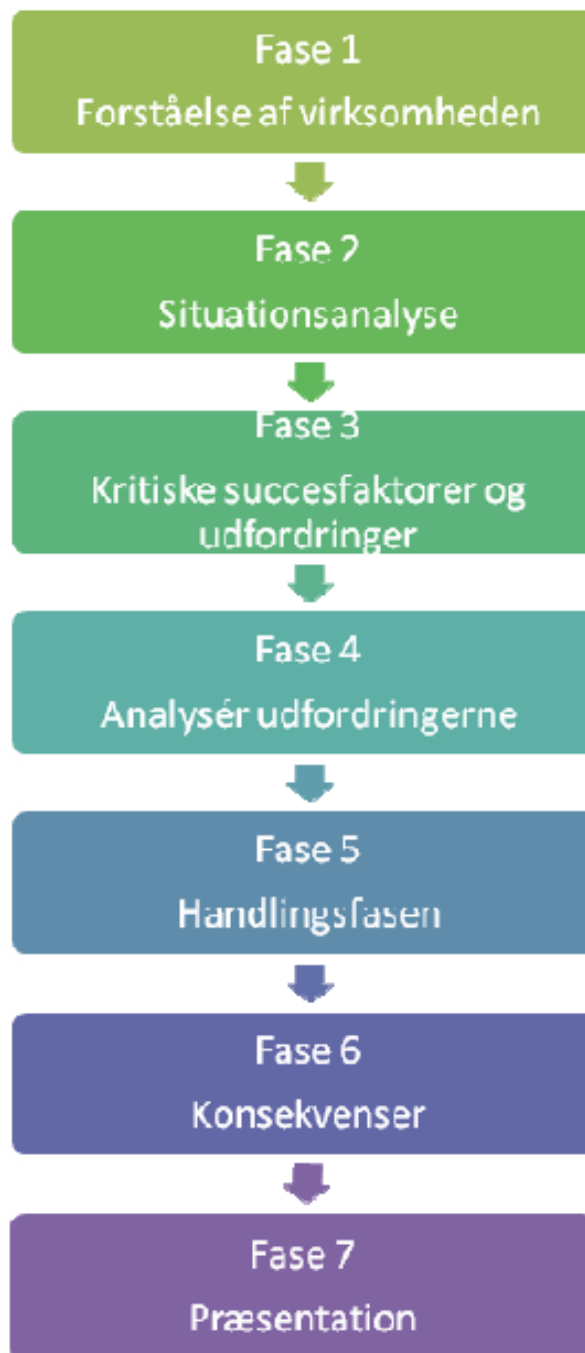 Fase 1
Forståelse af virksomheden
Fase 2
Situationsanalyse
Fase 3
Kritiske succesfaktorer og
udfordringer
Fase 4
Analysér udfordringerne
Fase 5
Handlingsfasen
Fase 6
Konsekvenser
Fase 7
Præsentation